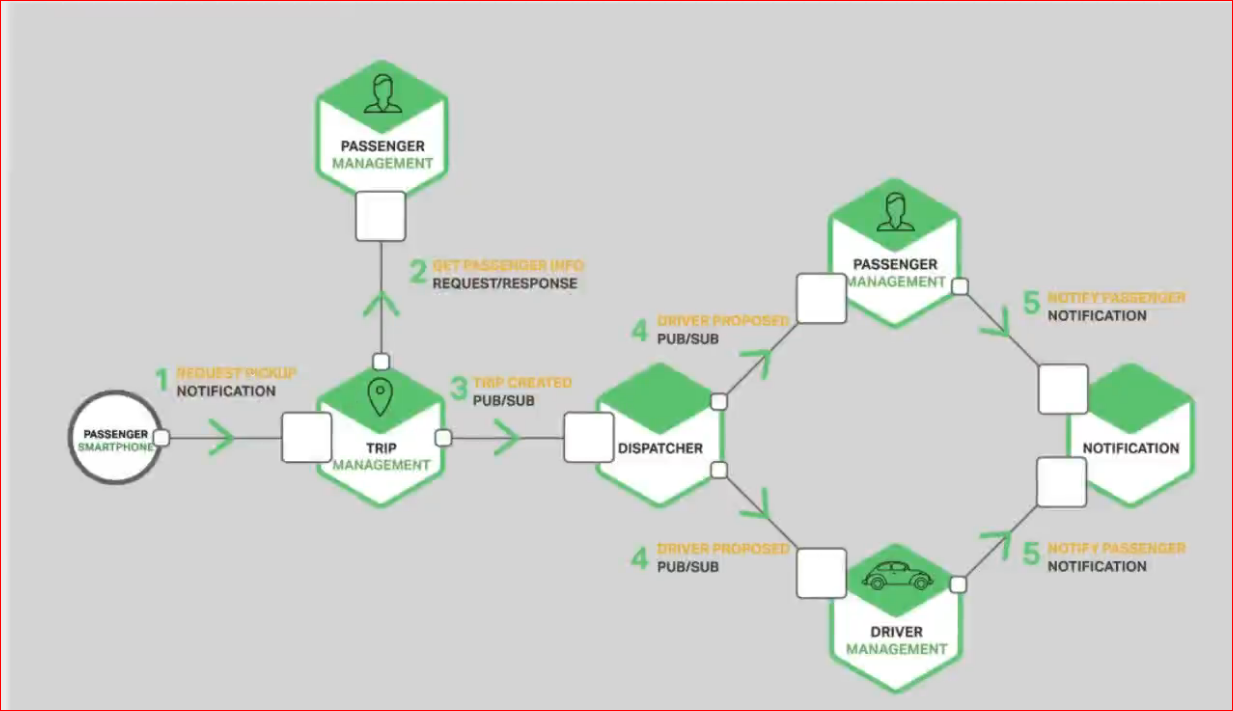 PASSENGER
MANAGEMENT
2 GET PASSENGER INFO
REQUEST/RESPONSE
1 REQUEST PICKUP
NOTIFICATION
PASSENGER
SMARTPHONE
TRIP
MANAGEMENT
3 TRIP CREATED
PUB/SUB
DISPATCHER
4 DRIVER PROPOSED
PUB/SUB
PASSENGER
MANAGEMENT
5 NOTIFY PASSENGER
NOTIFICATION
4 DRIVER PROPOSED
PUB/SUB
DRIVER
MANAGEMENT
5 NOTIFY PASSENGER
NOTIFICATION
NOTIFICATION